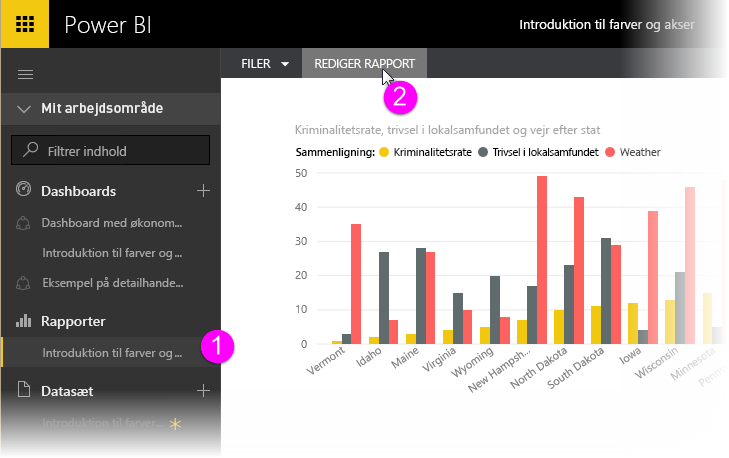 Power BI
Introduktion til farver og akser
FILER
REDIGER RAPPORT
2
Mit arbejdsområde
Filtrer indhold
Dashboards
Dashboard med økonom...
Introduktion til farver og ...
Eksempel på detailhande...
Rapporter
Introduktion til farver og ...
1
Datasæt
Introduktion til farver...
Kriminalitetsrate, trivsel i lokalsamfundet og vejr efter stat
Sammenligning: Kriminalitetsrate Trivsel i lokalsamfundet Weather
50
40
30
20
10
0
Vermont
Idaho
Maine
Virginia
Wyoming
New Hampsh...
North Dakota
South Dakota
Iowa
Wisconsin
Minnesota